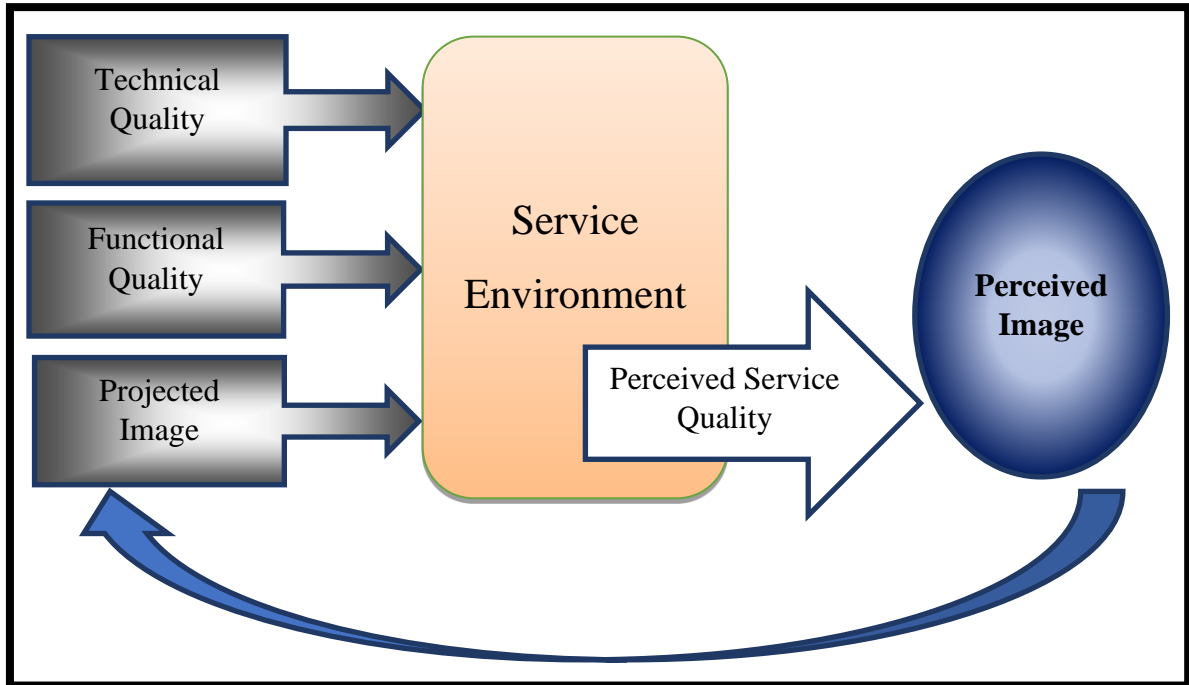 Technical
Quality
Functional
Quality
Projected
Image
Service
Environment
Perceived Service
Quality
Perceived
Image